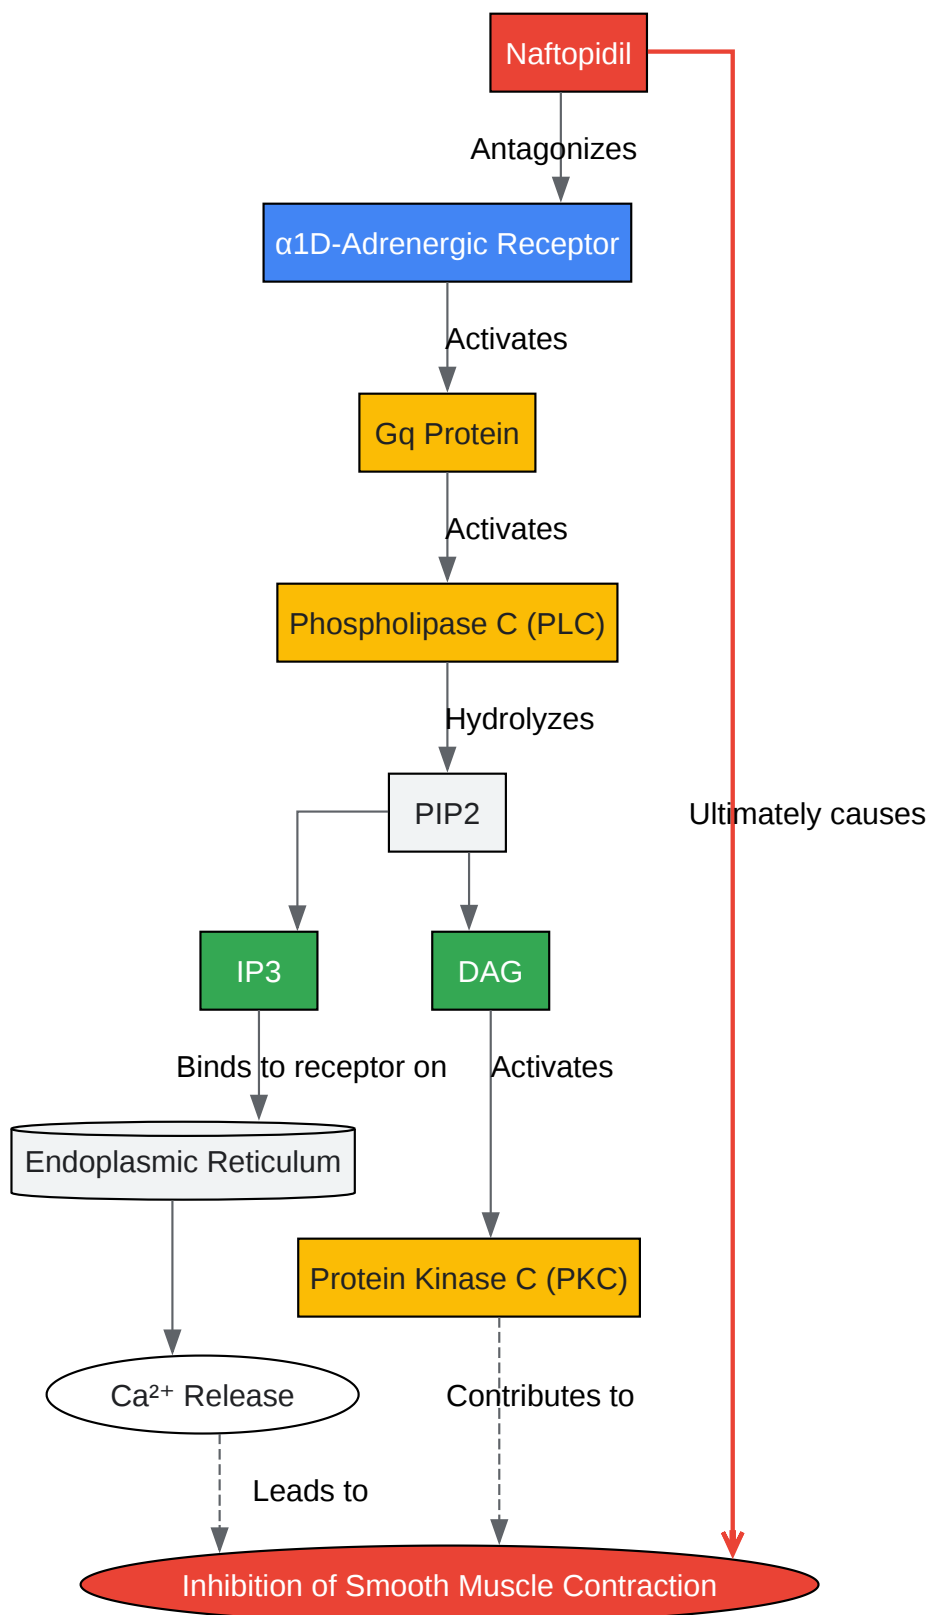 Naftopidil
Antagonizes
α1D-Adrenergic Receptor
Activates
Gq Protein
Activates
Phospholipase C (PLC)
Hydrolyzes
PIP2
Ultimately causes
IP3
DAG
Binds to receptor on
Activates
Endoplasmic Reticulum
Protein Kinase C (PKC)
Ca²⁺ Release
Contributes to
Leads to
Inhibition of Smooth Muscle Contraction